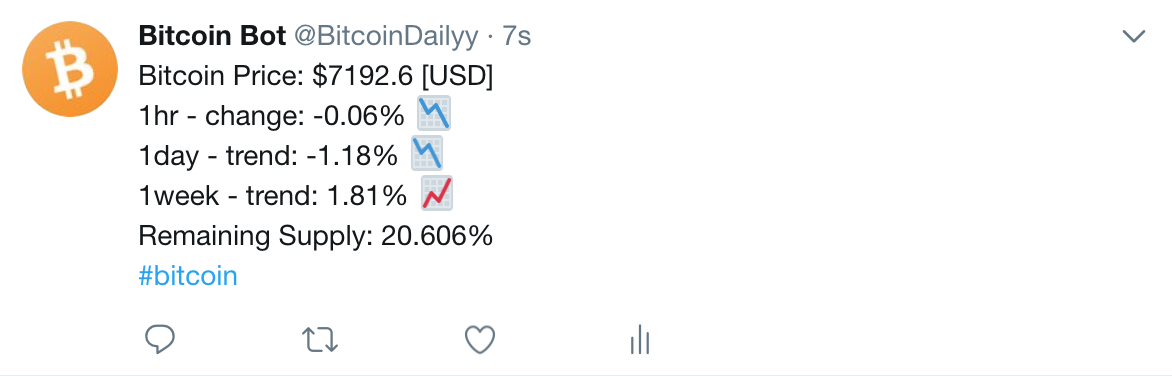 Bitcoin Bot @BitcoinDailyy · 7s
Bitcoin Price: $7192.6 [USD]
1hr - change: -0.06% 📉
1day - trend: -1.18% 📉
1week - trend: 1.81% 📈
Remaining Supply: 20.606%
#bitcoin